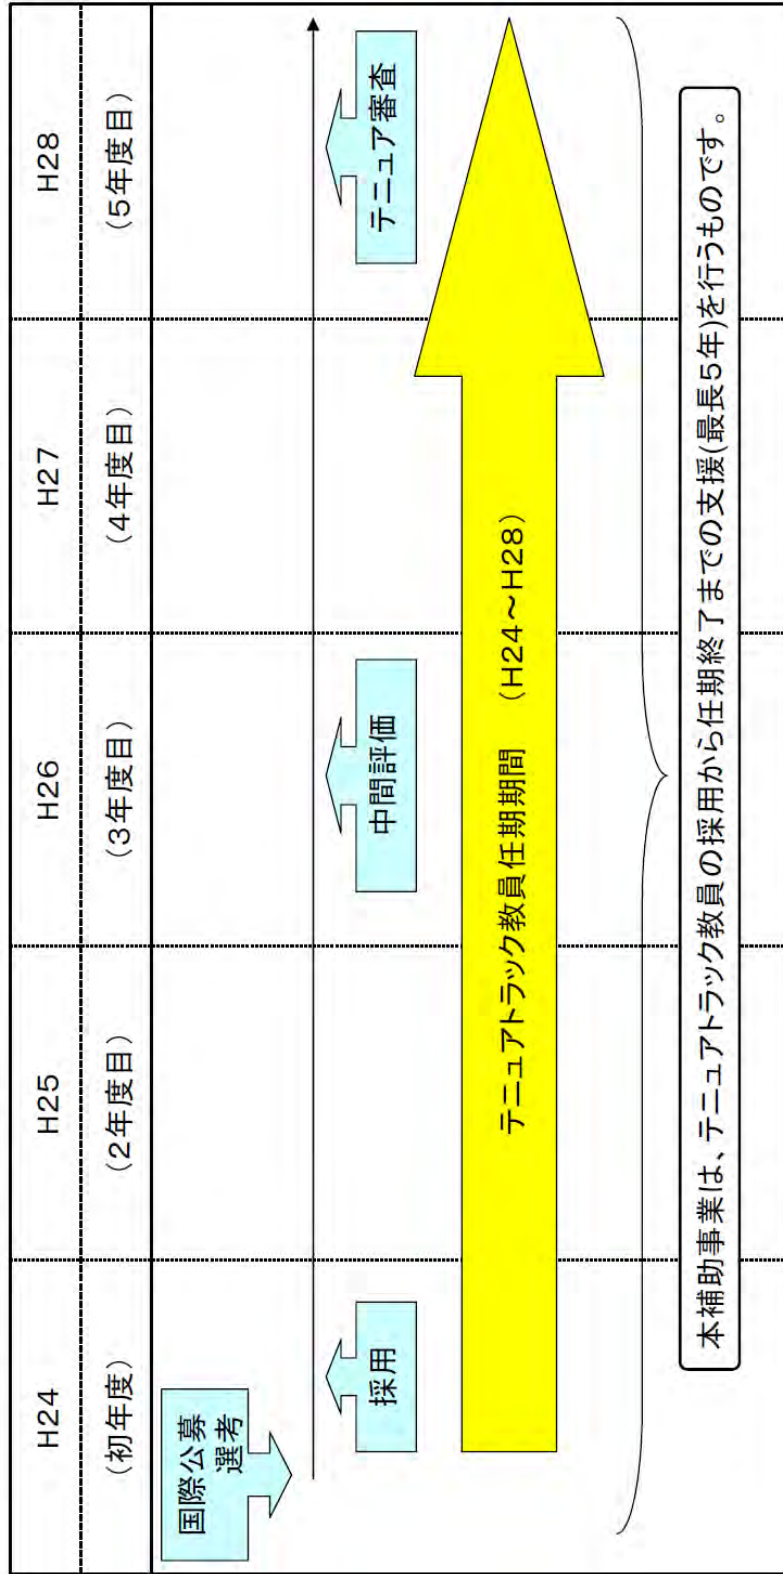 H24
H25
H26
H27
H28
（初年度）
（２年度目）
（３年度目）
（４年度目）
（５年度目）
国際公募
選考
採用
中間評価
テニュア審査
テニュアトラック教員任期期間　（H24～H28）
本補助事業は、テニュアトラック教員の採用から任期終了までの支援(最長５年)を行うものです。